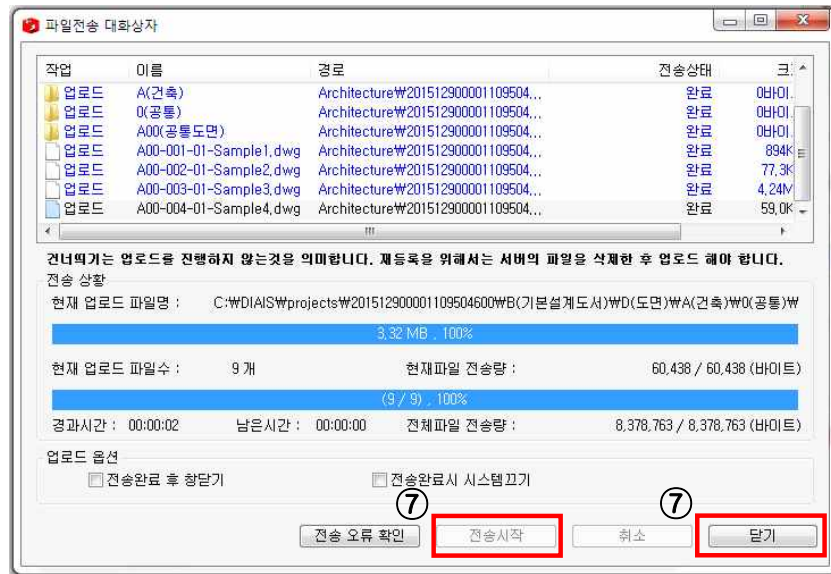 파일전송 대화상자
작업 이름 경로 전송상태 크기
업로드 A(건축) Architecture₩201512900001109504... 완료 0바이...
업로드 0(공통) Architecture₩201512900001109504... 완료 0바이...
업로드 A00(공통도면) Architecture₩201512900001109504... 완료 0바이...
업로드 A00-001-01-Sample1.dwg Architecture₩201512900001109504... 완료 894K
업로드 A00-002-01-Sample2.dwg Architecture₩201512900001109504... 완료 77.3K
업로드 A00-003-01-Sample3.dwg Architecture₩201512900001109504... 완료 4.24M
업로드 A00-004-01-Sample4.dwg Architecture₩201512900001109504... 완료 59.0K
건너띄기는 업로드를 진행하지 않는것을 의미합니다. 재등록을 위해서는 서버의 파일을 삭제한 후 업로드 해야 합니다.
전송 상황
현재 업로드 파일명 : C:₩DIAIS₩projects₩201512900001109504600₩B(기본설계도서)₩D(도면)₩A(건축)₩0(공통)₩
3.32 MB , 100%
현재 업로드 파일수 : 9 개 현재파일 전송량 : 60,438 / 60,438 (바이트)
(9 / 9) , 100%
경과시간 : 00:00:02 남은시간 : 00:00:00 전체파일 전송량 : 8,378,763 / 8,378,763 (바이트)
업로드 옵션
전송완료 후 창닫기 전송완료시 시스템끄기
⑦ ⑦
전송 오류 확인 전송시작 취소 닫기